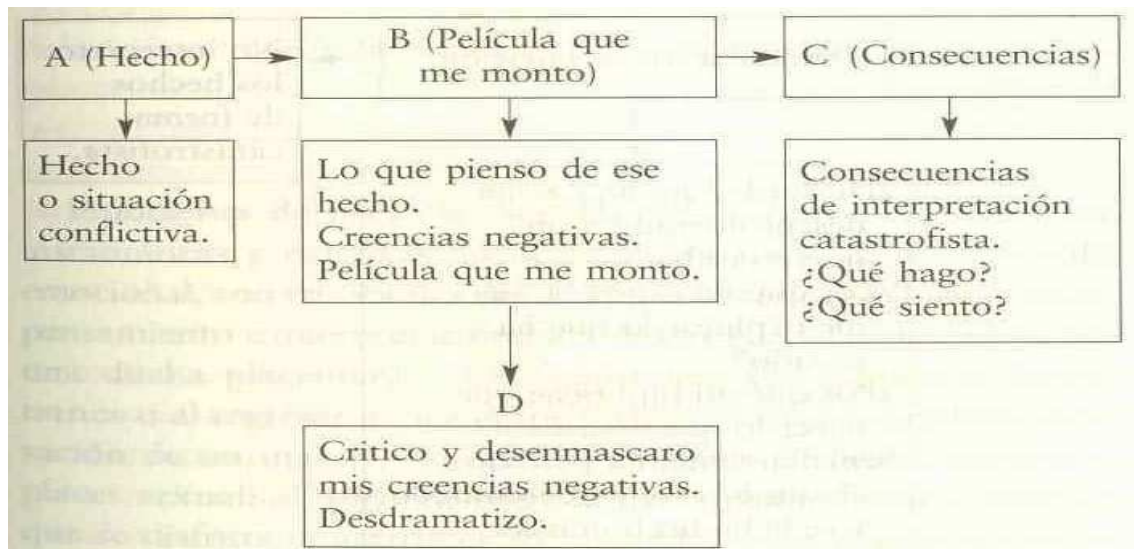 A (Hecho)
B (Película que
me monto)
C (Consecuencias)
Hecho
o situación
conflictiva.
Lo que pienso de ese
hecho.
Creencias negativas.
Película que me monto.
Consecuencias
de interpretación
catastrofista.
¿Qué hago?
¿Qué siento?
D
Critico y desenmascaro
mis creencias negativas.
Desdramatizo.